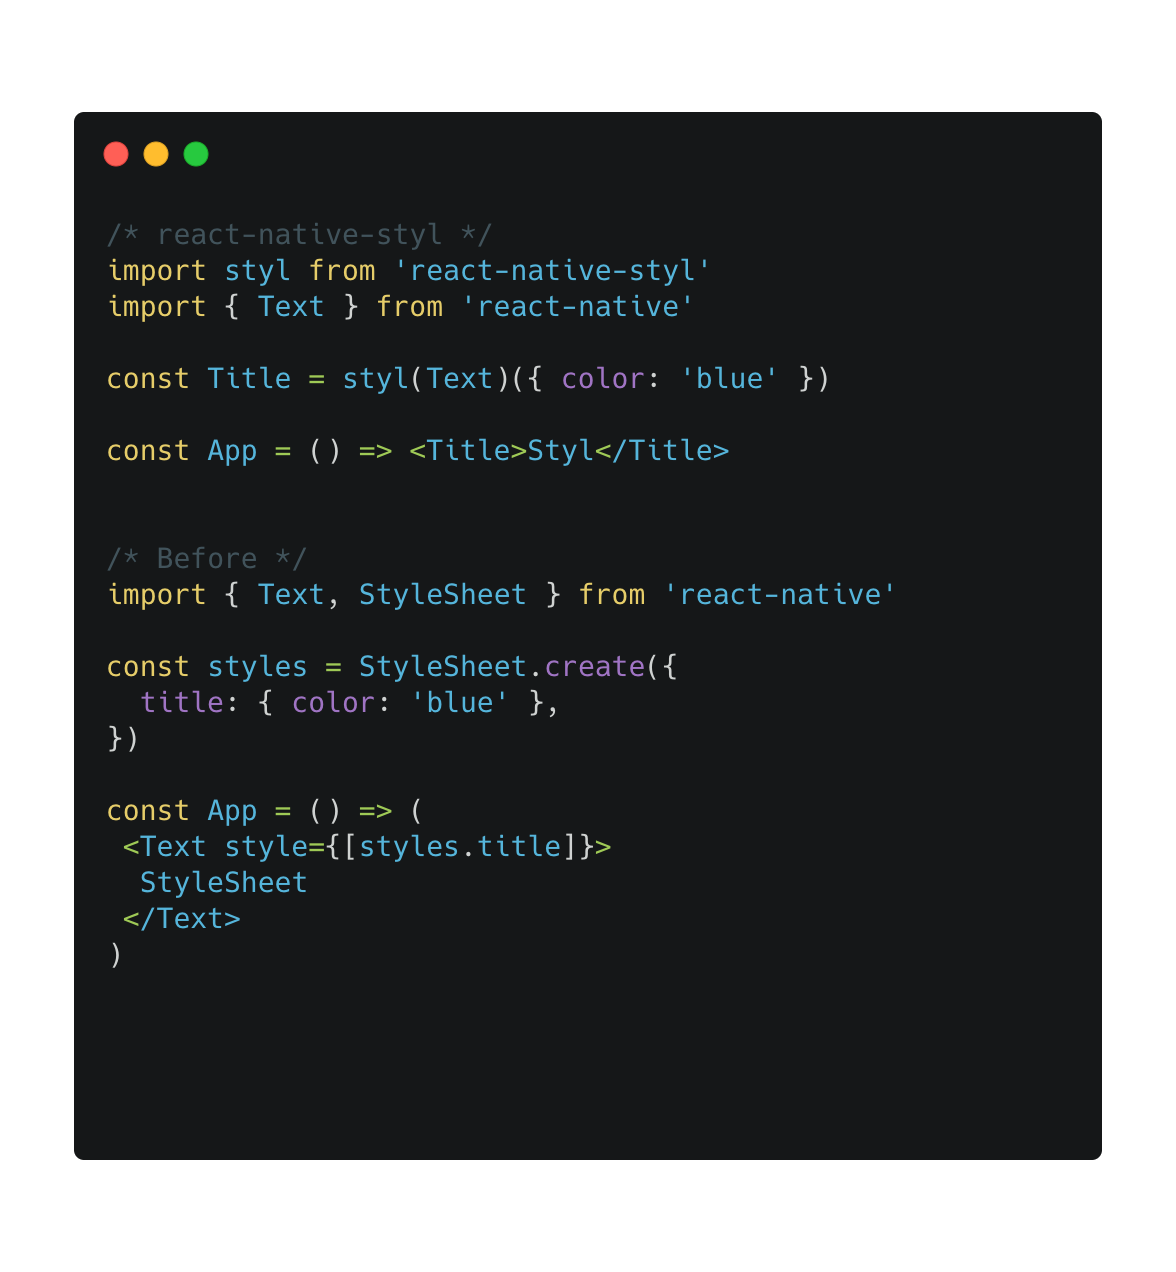 /* react-native-styl */
import styl from 'react-native-styl'
import { Text } from 'react-native'

const Title = styl(Text)({ color: 'blue' })

const App = () => <Title>Styl</Title>


/* Before */
import { Text, StyleSheet } from 'react-native'

const styles = StyleSheet.create({
  title: { color: 'blue' },
})

const App = () => (
 <Text style={[styles.title]}>
  StyleSheet
 </Text>
)